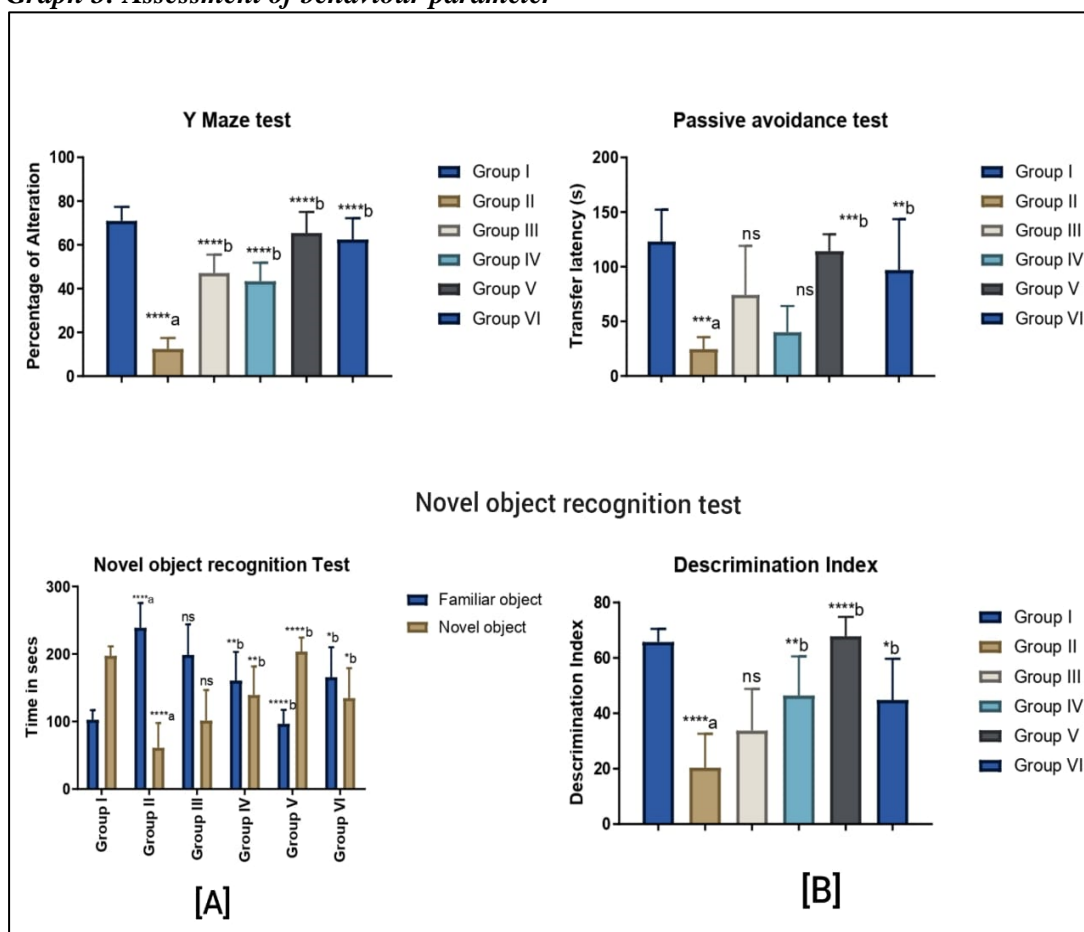 Graph 3: Assessment of behaviour parameter
Y Maze test
Percentage of Alteration
100
80
60
40
20
0
****a
****b
****b
****b
****b
Group I
Group II
Group III
Group IV
Group V
Group VI
Passive avoidance test
Transfer latency (s)
200
150
100
50
0
***a
ns
ns
***b
**b
Group I
Group II
Group III
Group IV
Group V
Group VI
Novel object recognition test
Novel object recognition Test
Time in secs
300
200
100
0
****a
****a
ns
ns
**b
**b
****b
****b
*b
*b
Group I
Group II
Group III
Group IV
Group V
Group VI
Familiar object
Novel object
[A]
Descrimination Index
Descrimination Index
80
60
40
20
0
****a
ns
**b
****b
*b
Group I
Group II
Group III
Group IV
Group V
Group VI
[B]